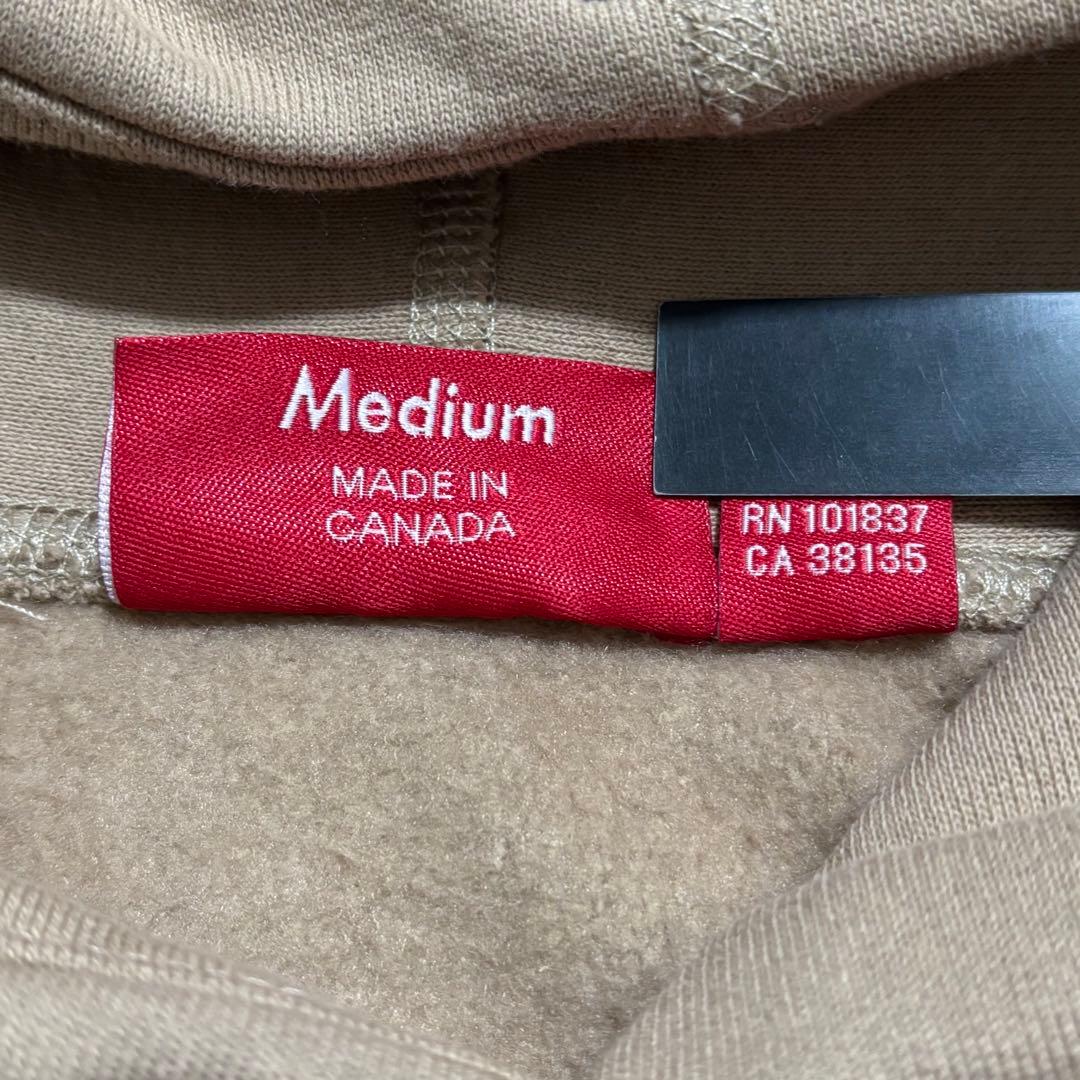 Medium
MADE IN
CANADA
RN 101837
CA 38135